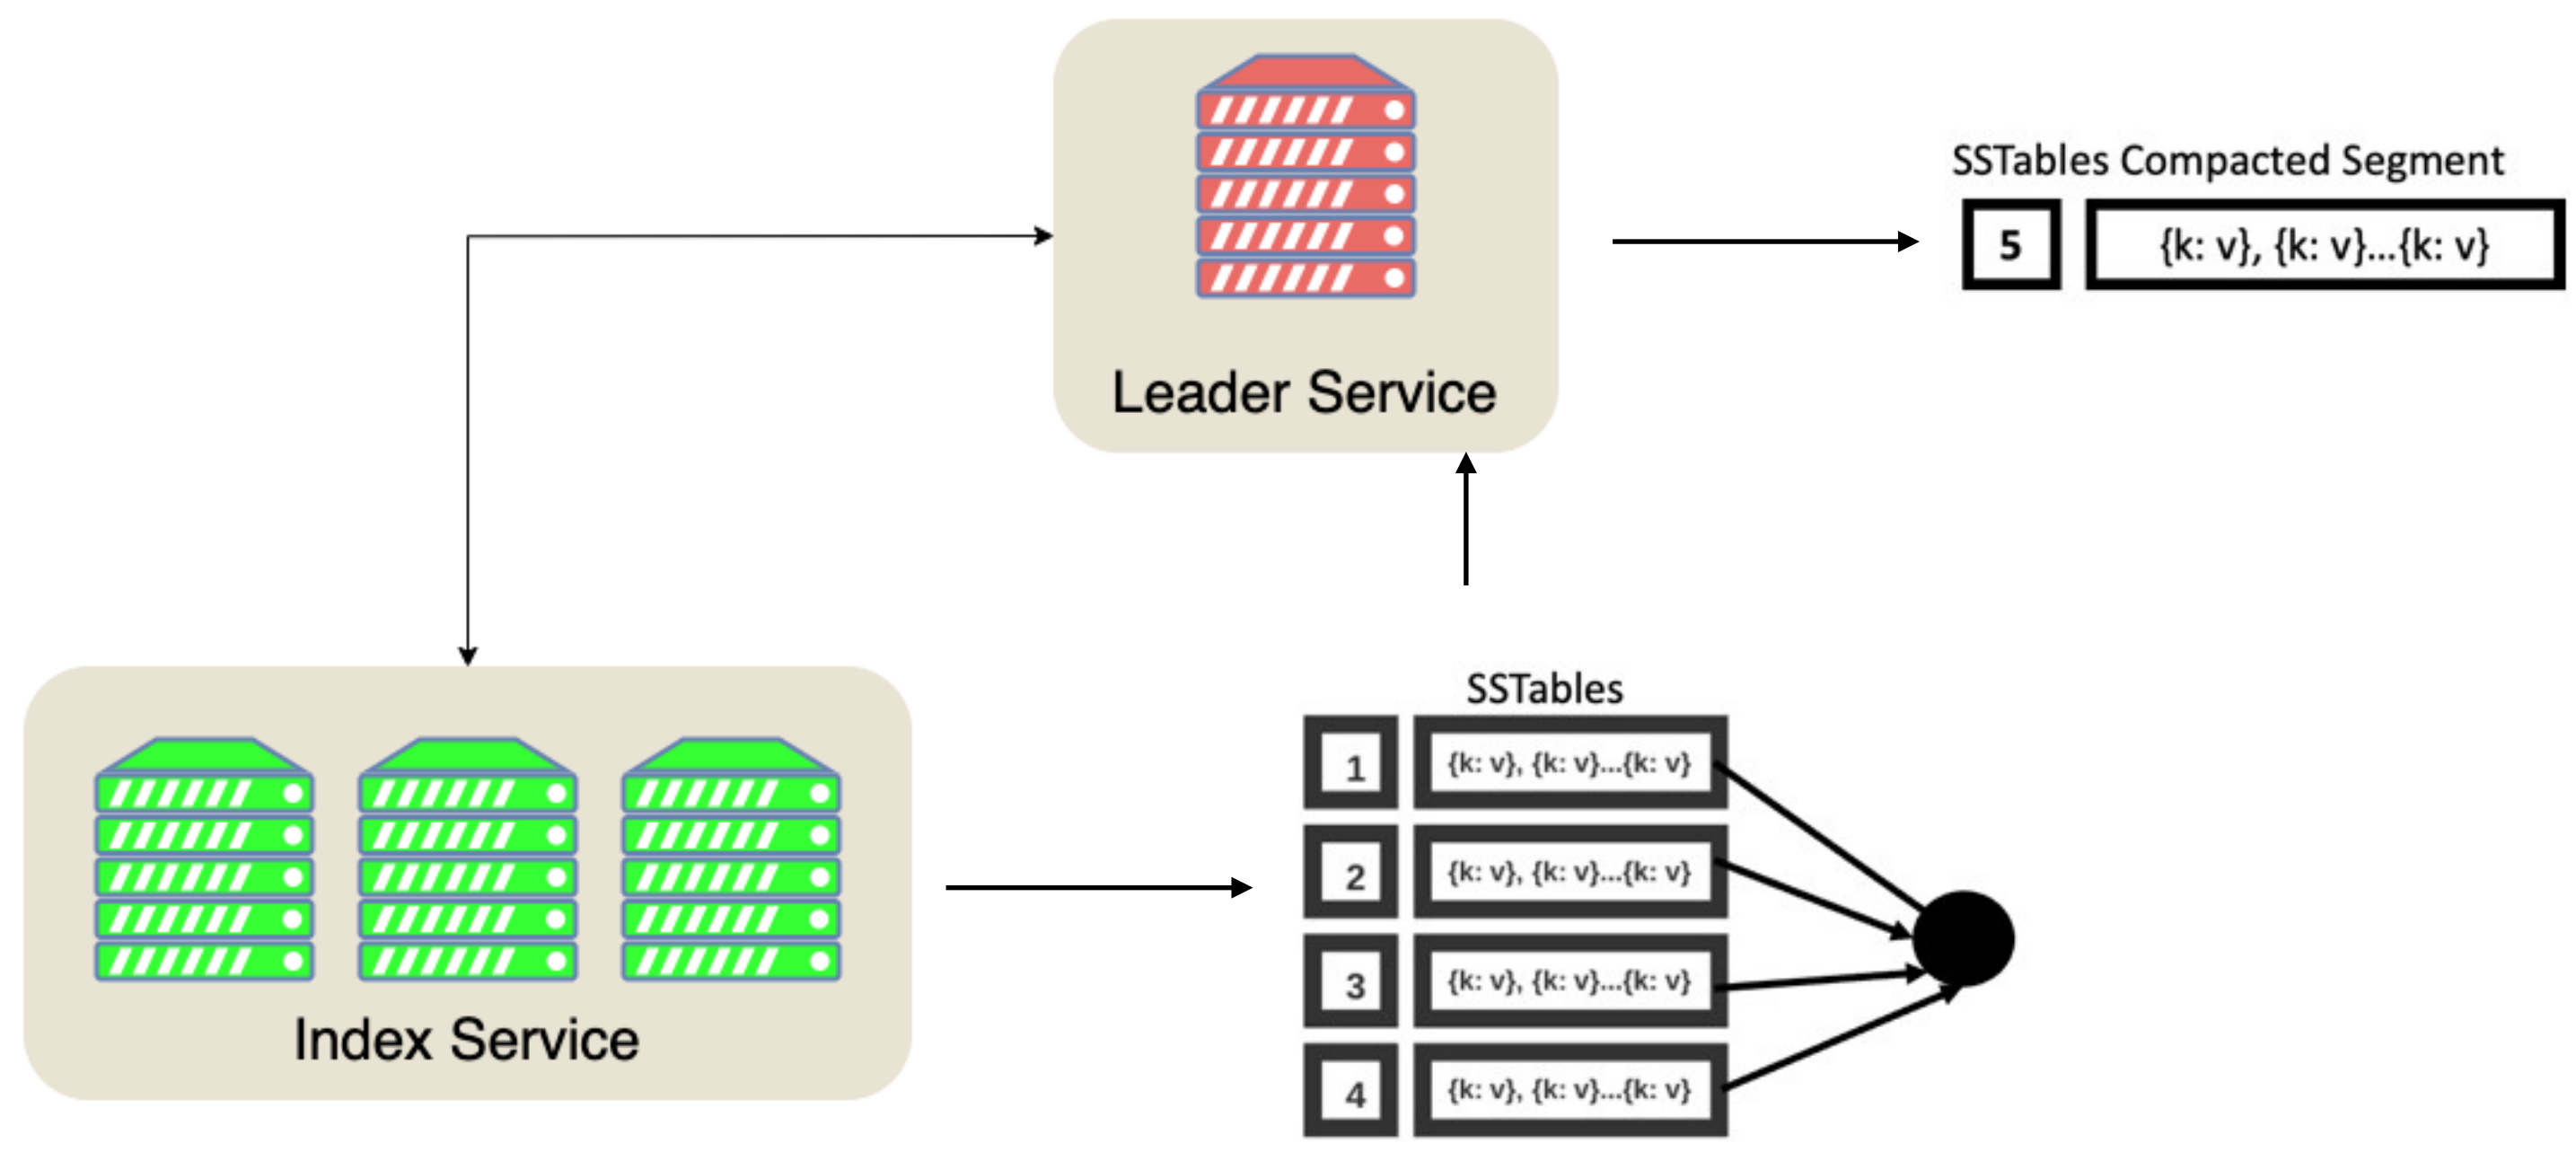 SSTables Compacted Segment
5 {k: v}, {k: v}...{k: v}
Leader Service
SSTables
1 {k: v}, {k: v}...{k: v}
2 {k: v}, {k: v}...{k: v}
3 {k: v}, {k: v}...{k: v}
4 {k: v}, {k: v}...{k: v}
Index Service